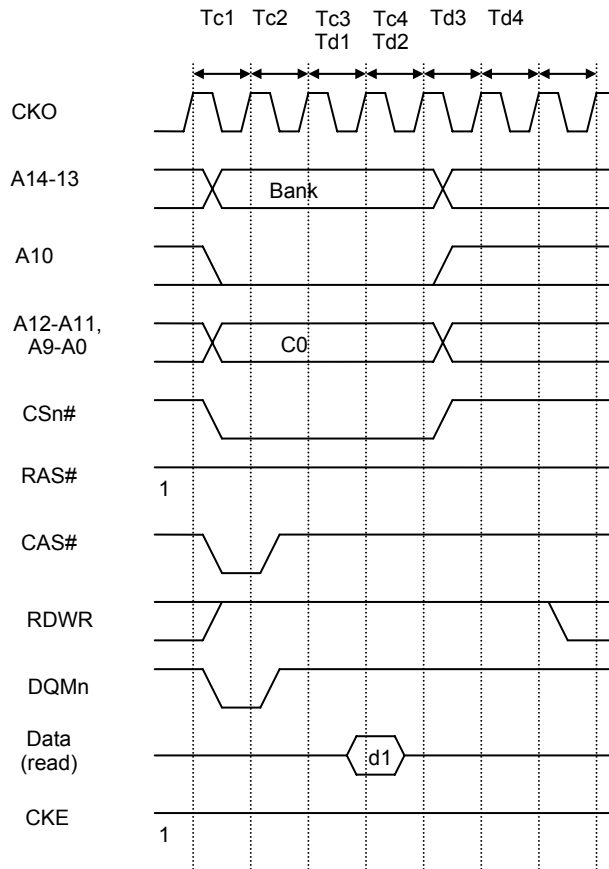 Tc1 Tc2 Tc3 Tc4 Td3 Td4
Td1 Td2
CKO
A14-13
Bank
A10
A12-A11,
A9-A0
C0
CSn#
RAS#
1
CAS#
RDWR
DQMn
Data
(read)
d1
CKE
1